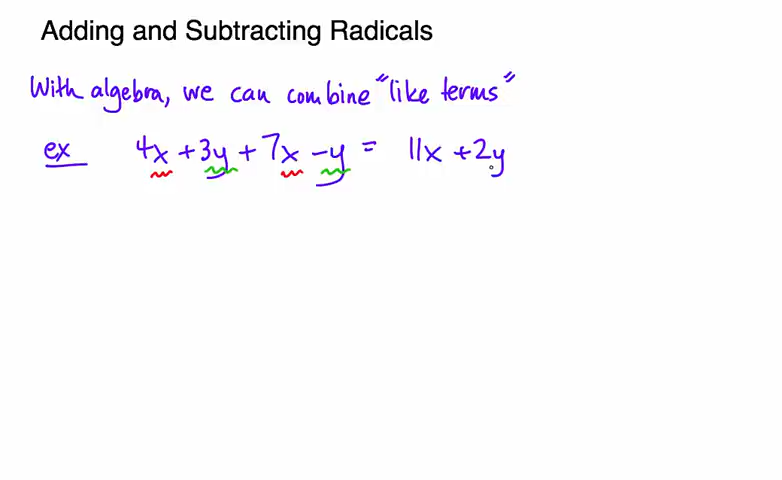 Adding and Subtracting Radicals
With algebra, we can combine "like terms"
ex 4x + 3y + 7x - y = 11x + 2y